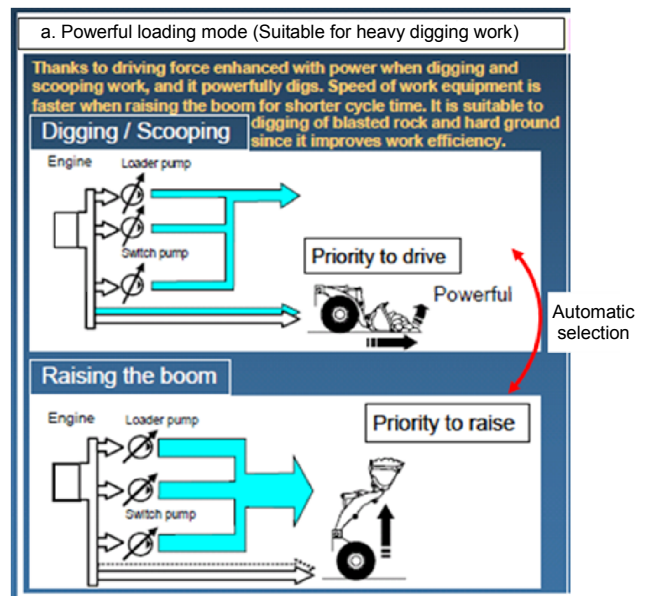 a. Powerful loading mode (Suitable for heavy digging work)
Thanks to driving force enhanced with power when digging and
scooping work, and it powerfully digs. Speed of work equipment is
faster when raising the boom for shorter cycle time. It is suitable to
digging of blasted rock and hard ground
since it improves work efficiency.
Digging / Scooping
Engine
Loader pump
Switch pump
Priority to drive
Powerful
Automatic
selection
Raising the boom
Engine
Loader pump
Switch pump
Priority to raise